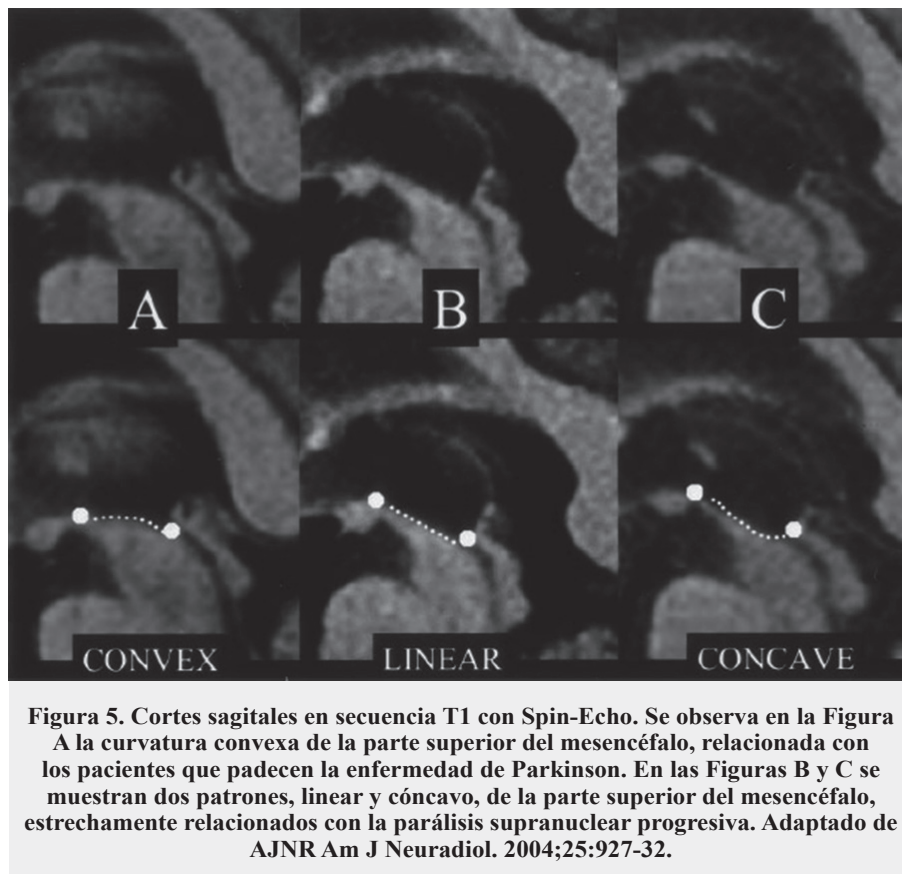 A B C
CONVEX LINEAR CONCAVE
Figura 5. Cortes sagitales en secuencia T1 con Spin-Echo. Se observa en la Figura
A la curvatura convexa de la parte superior del mesencéfalo, relacionada con
los pacientes que padecen la enfermedad de Parkinson. En las Figuras B y C se
muestran dos patrones, linear y cóncavo, de la parte superior del mesencéfalo,
estrechamente relacionados con la parálisis supranuclear progresiva. Adaptado de
AJNR Am J Neuradiol. 2004;25:927-32.